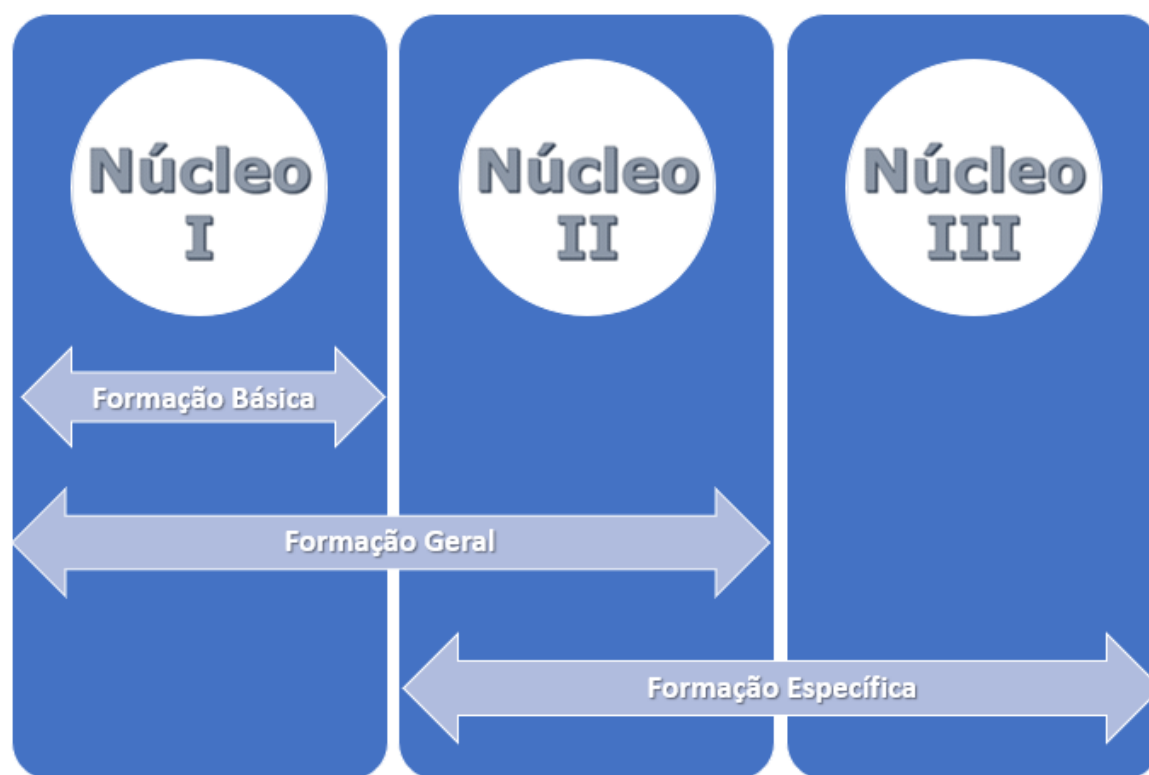 Núcleo
I
Núcleo
II
Núcleo
III
Formação Básica
Formação Geral
Formação Específica